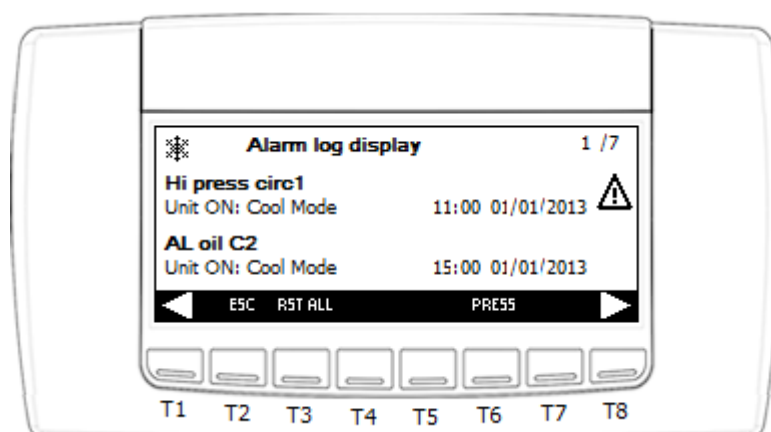 Alarm log display 1 /7
Hi press circ1
Unit ON: Cool Mode 11:00 01/01/2013
AL oil C2
Unit ON: Cool Mode 15:00 01/01/2013
ESC RST ALL PRESS
T1 T2 T3 T4 T5 T6 T7 T8